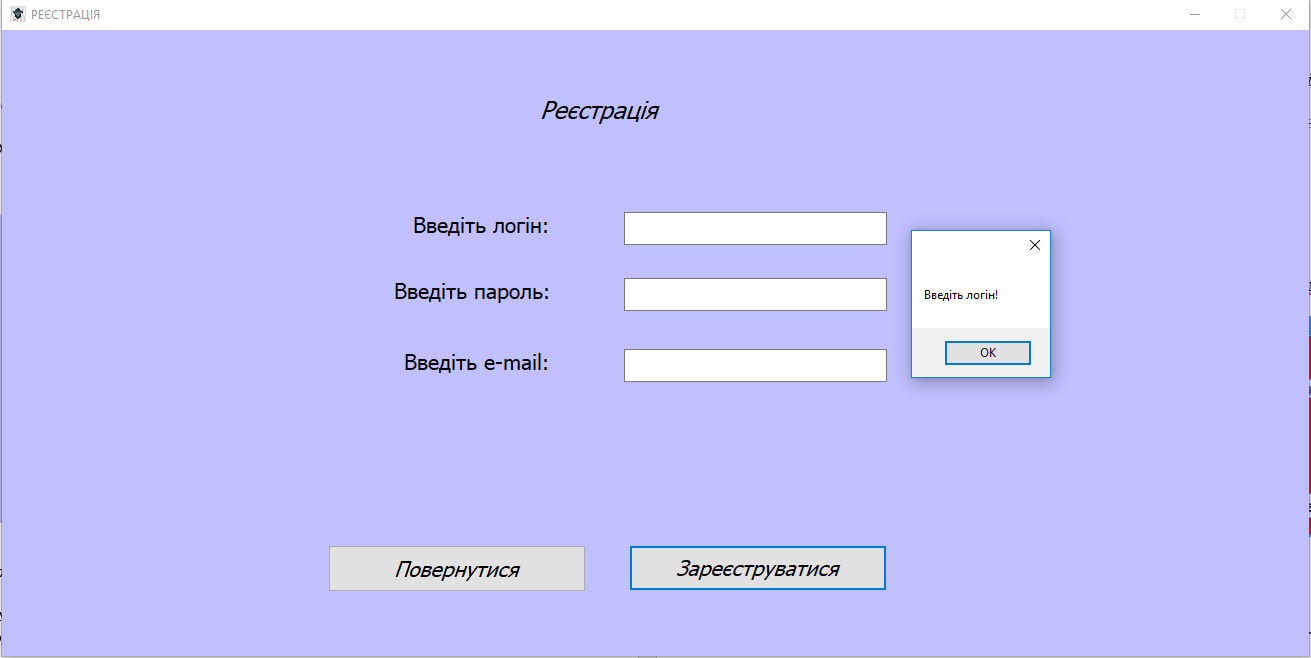 РЕЄСТРАЦІЯ
Реєстрація
Введіть логін:
Введіть пароль:
Введіть e-mail:
Введіть логін!
OK
Повернутися
Зареєструватися